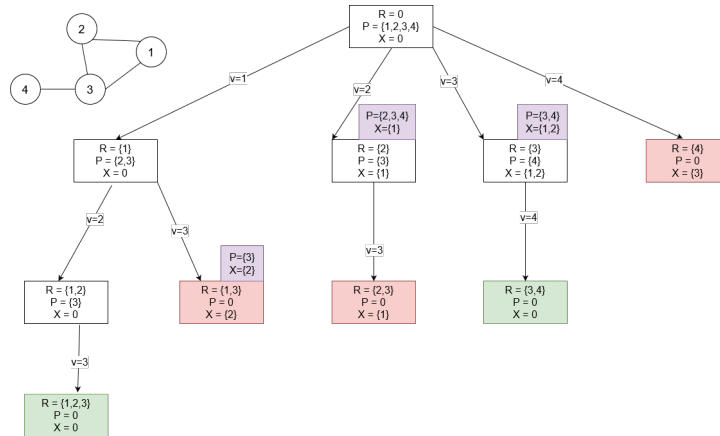 2
1
4
3
R = 0
P = {1,2,3,4}
X = 0
v=1
v=2
v=3
v=4
P={2,3,4}
X={1}
P={3,4}
X={1,2}
R = {1}
P = {2,3}
X = 0
R = {2}
P = {3}
X = {1}
R = {3}
P = {4}
X = {1,2}
R = {4}
P = 0
X = {3}
v=2
v=3
v=3
v=4
P={3}
X={2}
R = {1,2}
P = {3}
X = 0
R = {1,3}
P = 0
X = {2}
R = {2,3}
P = 0
X = {1}
R = {3,4}
P = 0
X = 0
v=3
R = {1,2,3}
P = 0
X = 0